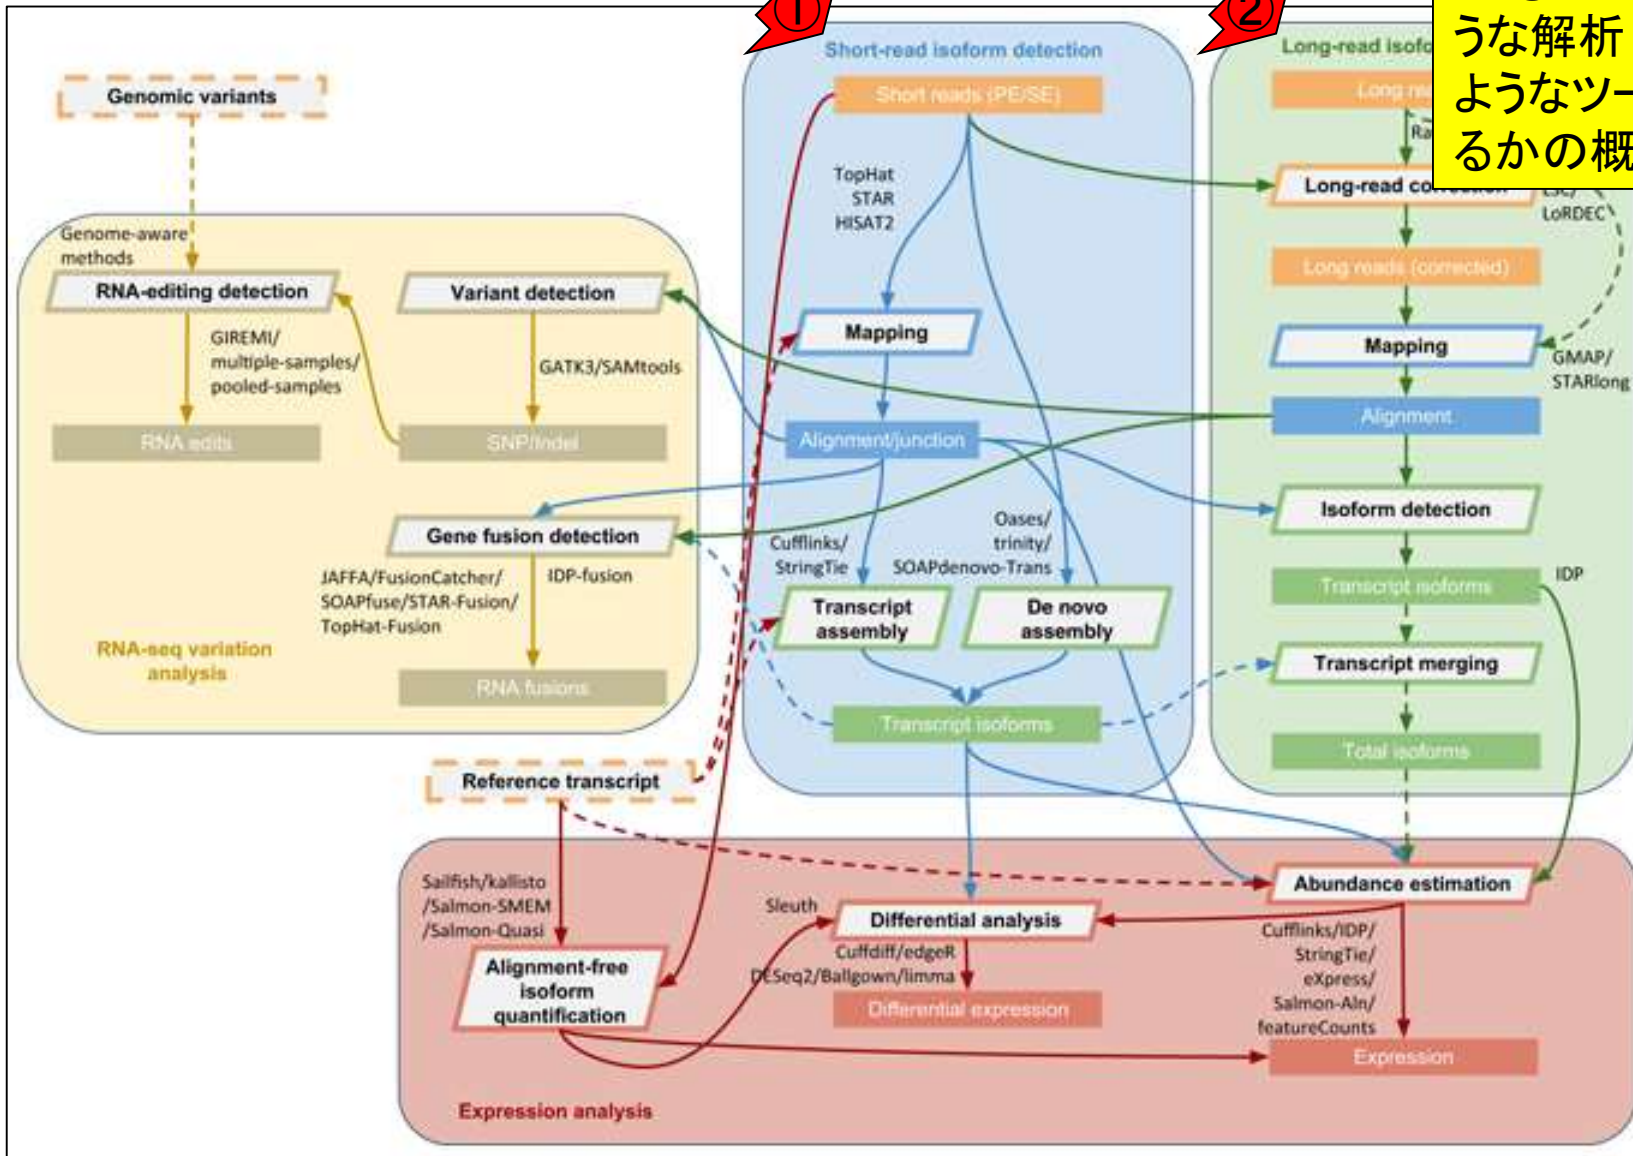 ①
②
うな解析
ようなツー
るかの概
Genomic variants
Genome-aware
methods
RNA-editing detection
GIREMI/
multiple-samples/
pooled-samples
RNA edits
Variant detection
GATK3/SAMtools
SNP/Indel
Gene fusion detection
JAFFA/FusionCatcher/
SOAPfuse/STAR-Fusion/
TopHat-Fusion
IDP-fusion
RNA fusions
RNA-seq variation
analysis
Short-read isoform detection
Short reads (PE/SE)
TopHat
STAR
HISAT2
Mapping
Alignment/junction
Cufflinks/
StringTie
Oases/
trinity/
SOAPdenovo-Trans
Transcript
assembly
De novo
assembly
Transcript isoforms
Long-read isofo
Long re
Ra
Long-read co
LSC/
LoRDEC
Long reads (corrected)
Mapping
GMAP/
STARlong
Alignment
Isoform detection
Transcript isoforms
IDP
Transcript merging
Total isoforms
Reference transcript
Sailfish/kallisto
/Salmon-SMEM
/Salmon-Quasi
Alignment-free
isoform
quantification
Sleuth
Differential analysis
Cuffdiff/edgeR
DESeq2/Ballgown/limma
Differential expression
Abundance estimation
Cufflinks/IDP/
StringTie/
eXpress/
Salmon-Aln/
featureCounts
Expression
Expression analysis